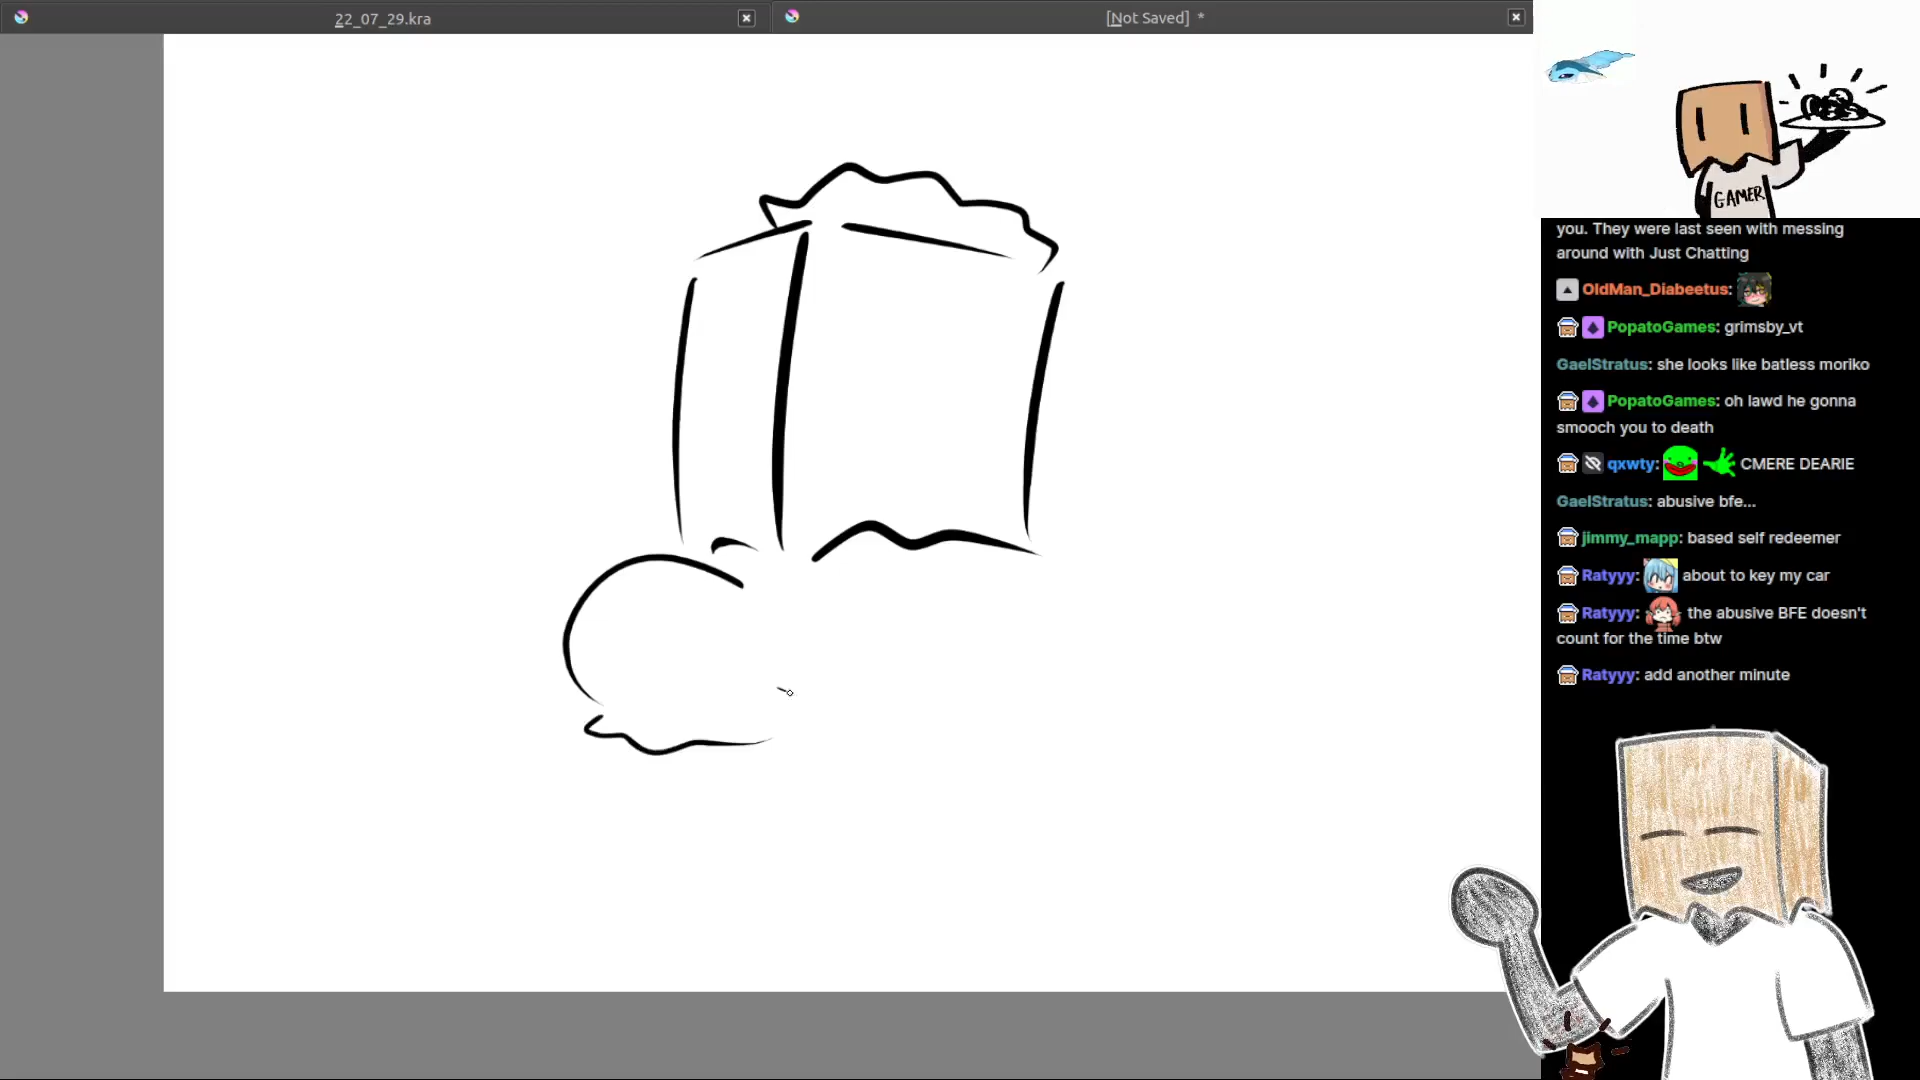 22_07_29.kra
[Not Saved] *
GAMER
you. They were last seen with messing
around with Just Chatting
OldMan_Diabeetus:
PopatoGames: grimsby_vt
GaelStratus: she looks like batless moriko
PopatoGames: oh lawd he gonna
smooch you to death
qxwty: CMERE DEARIE
GaelStratus: abusive bfe...
jimmy_mapp: based self redeemer
Ratyyy: about to key my car
Ratyyy: the abusive BFE doesn't
count for the time btw
Ratyyy: add another minute